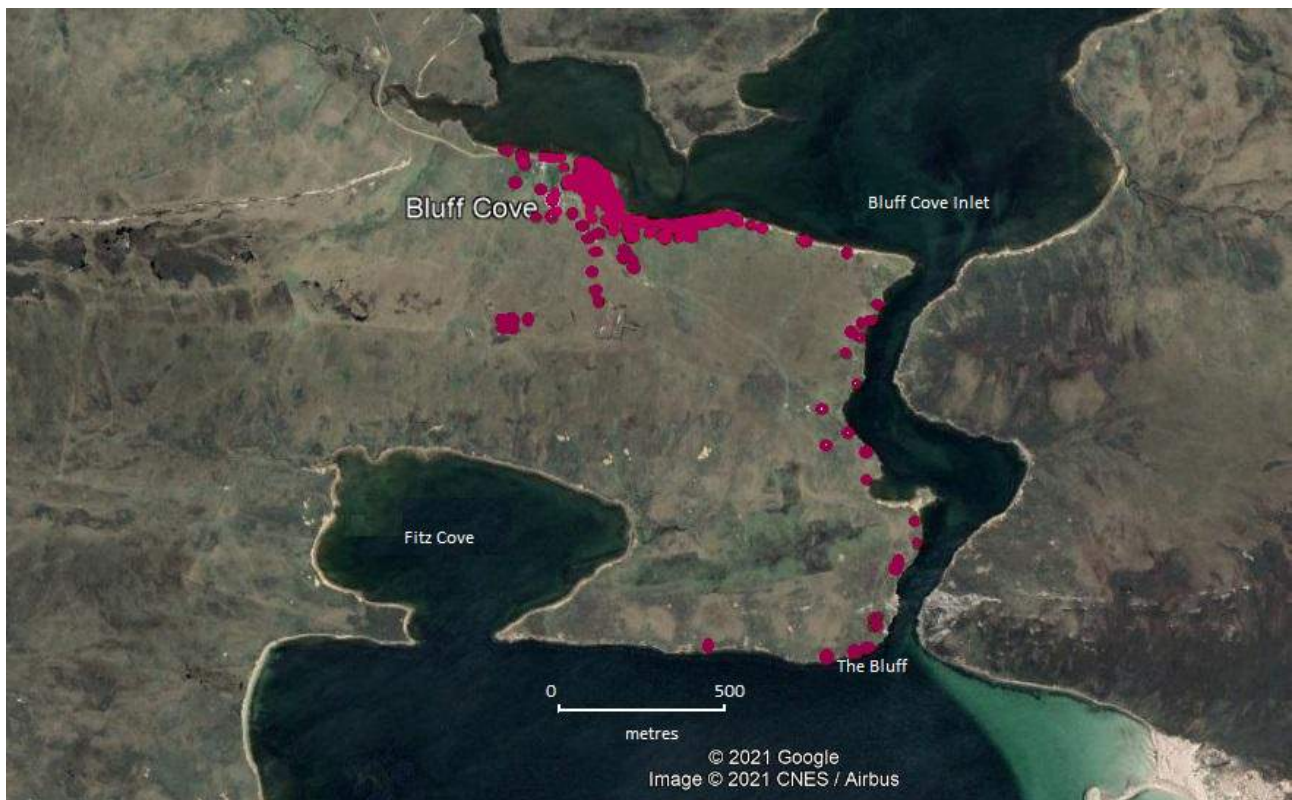 Bluff Cove Inlet
Bluff Cove
Fitz Cove
The Bluff
0 500
metres
© 2021 Google
Image © 2021 CNES / Airbus